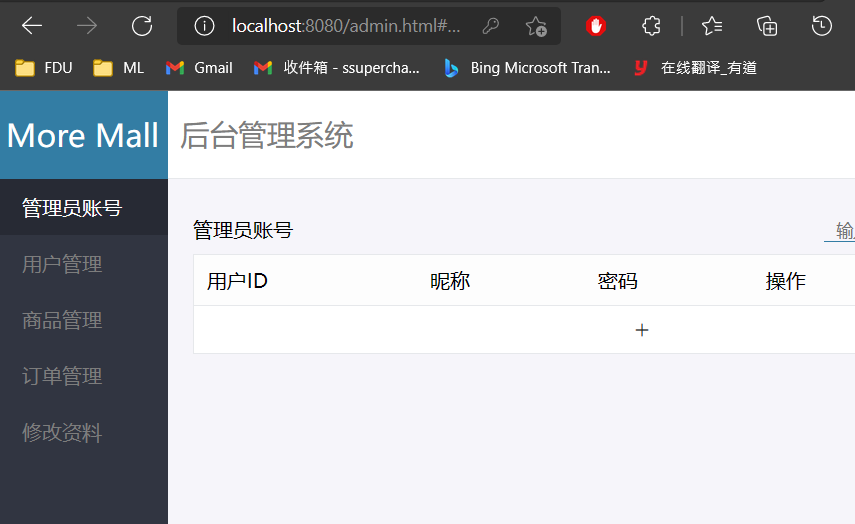 localhost:8080/admin.html#...
FDU ML Gmail 收件箱 - ssupercha... Bing Microsoft Tran... 在线翻译_有道
More Mall 后台管理系统
管理员账号
用户管理
商品管理
订单管理
修改资料
管理员账号 输
用户ID 昵称 密码 操作
+